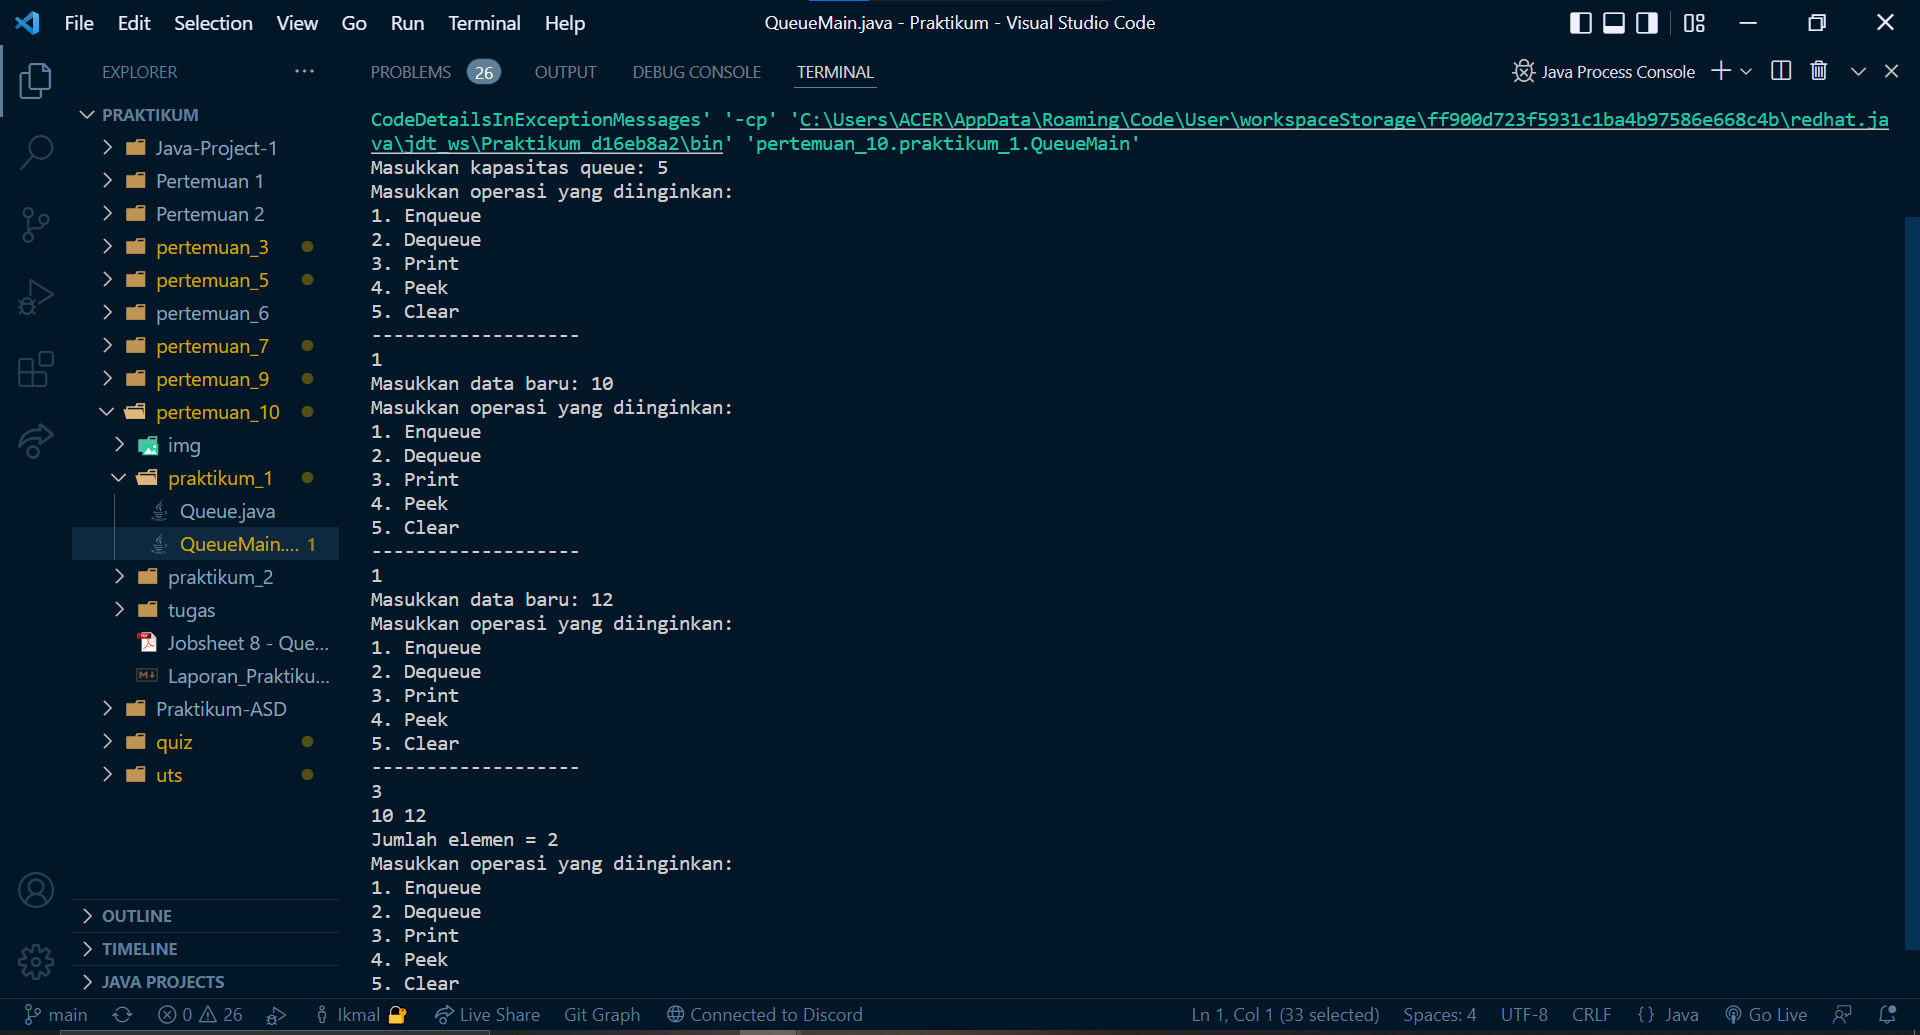 File Edit Selection View Go Run Terminal Help
QueueMain.java - Praktikum - Visual Studio Code
EXPLORER
PRAKTIKUM
Java-Project-1
Pertemuan 1
Pertemuan 2
pertemuan_3
pertemuan_5
pertemuan_6
pertemuan_7
pertemuan_9
pertemuan_10
img
praktikum_1
Queue.java
QueueMain.... 1
praktikum_2
tugas
Jobsheet 8 - Que...
Laporan_Praktiku...
Praktikum-ASD
quiz
uts
OUTLINE
TIMELINE
JAVA PROJECTS
PROBLEMS 26 OUTPUT DEBUG CONSOLE TERMINAL
Java Process Console
CodeDetailsInExceptionMessages' '-cp' 'C:\Users\ACER\AppData\Roaming\Code\User\workspaceStorage\ff900d723f5931c1ba4b97586e668c4b\redhat.ja
va\jdt_ws\Praktikum_d16eb8a2\bin' 'pertemuan_10.praktikum_1.QueueMain'
Masukkan kapasitas queue: 5
Masukkan operasi yang diinginkan:
1. Enqueue
2. Dequeue
3. Print
4. Peek
5. Clear
-------------------
1
Masukkan data baru: 10
Masukkan operasi yang diinginkan:
1. Enqueue
2. Dequeue
3. Print
4. Peek
5. Clear
-------------------
1
Masukkan data baru: 12
Masukkan operasi yang diinginkan:
1. Enqueue
2. Dequeue
3. Print
4. Peek
5. Clear
-------------------
3
10 12
Jumlah elemen = 2
Masukkan operasi yang diinginkan:
1. Enqueue
2. Dequeue
3. Print
4. Peek
5. Clear
main 0 26 Ikmal Live Share Git Graph Connected to Discord Ln 1, Col 1 (33 selected) Spaces: 4 UTF-8 CRLF {} Java Go Live